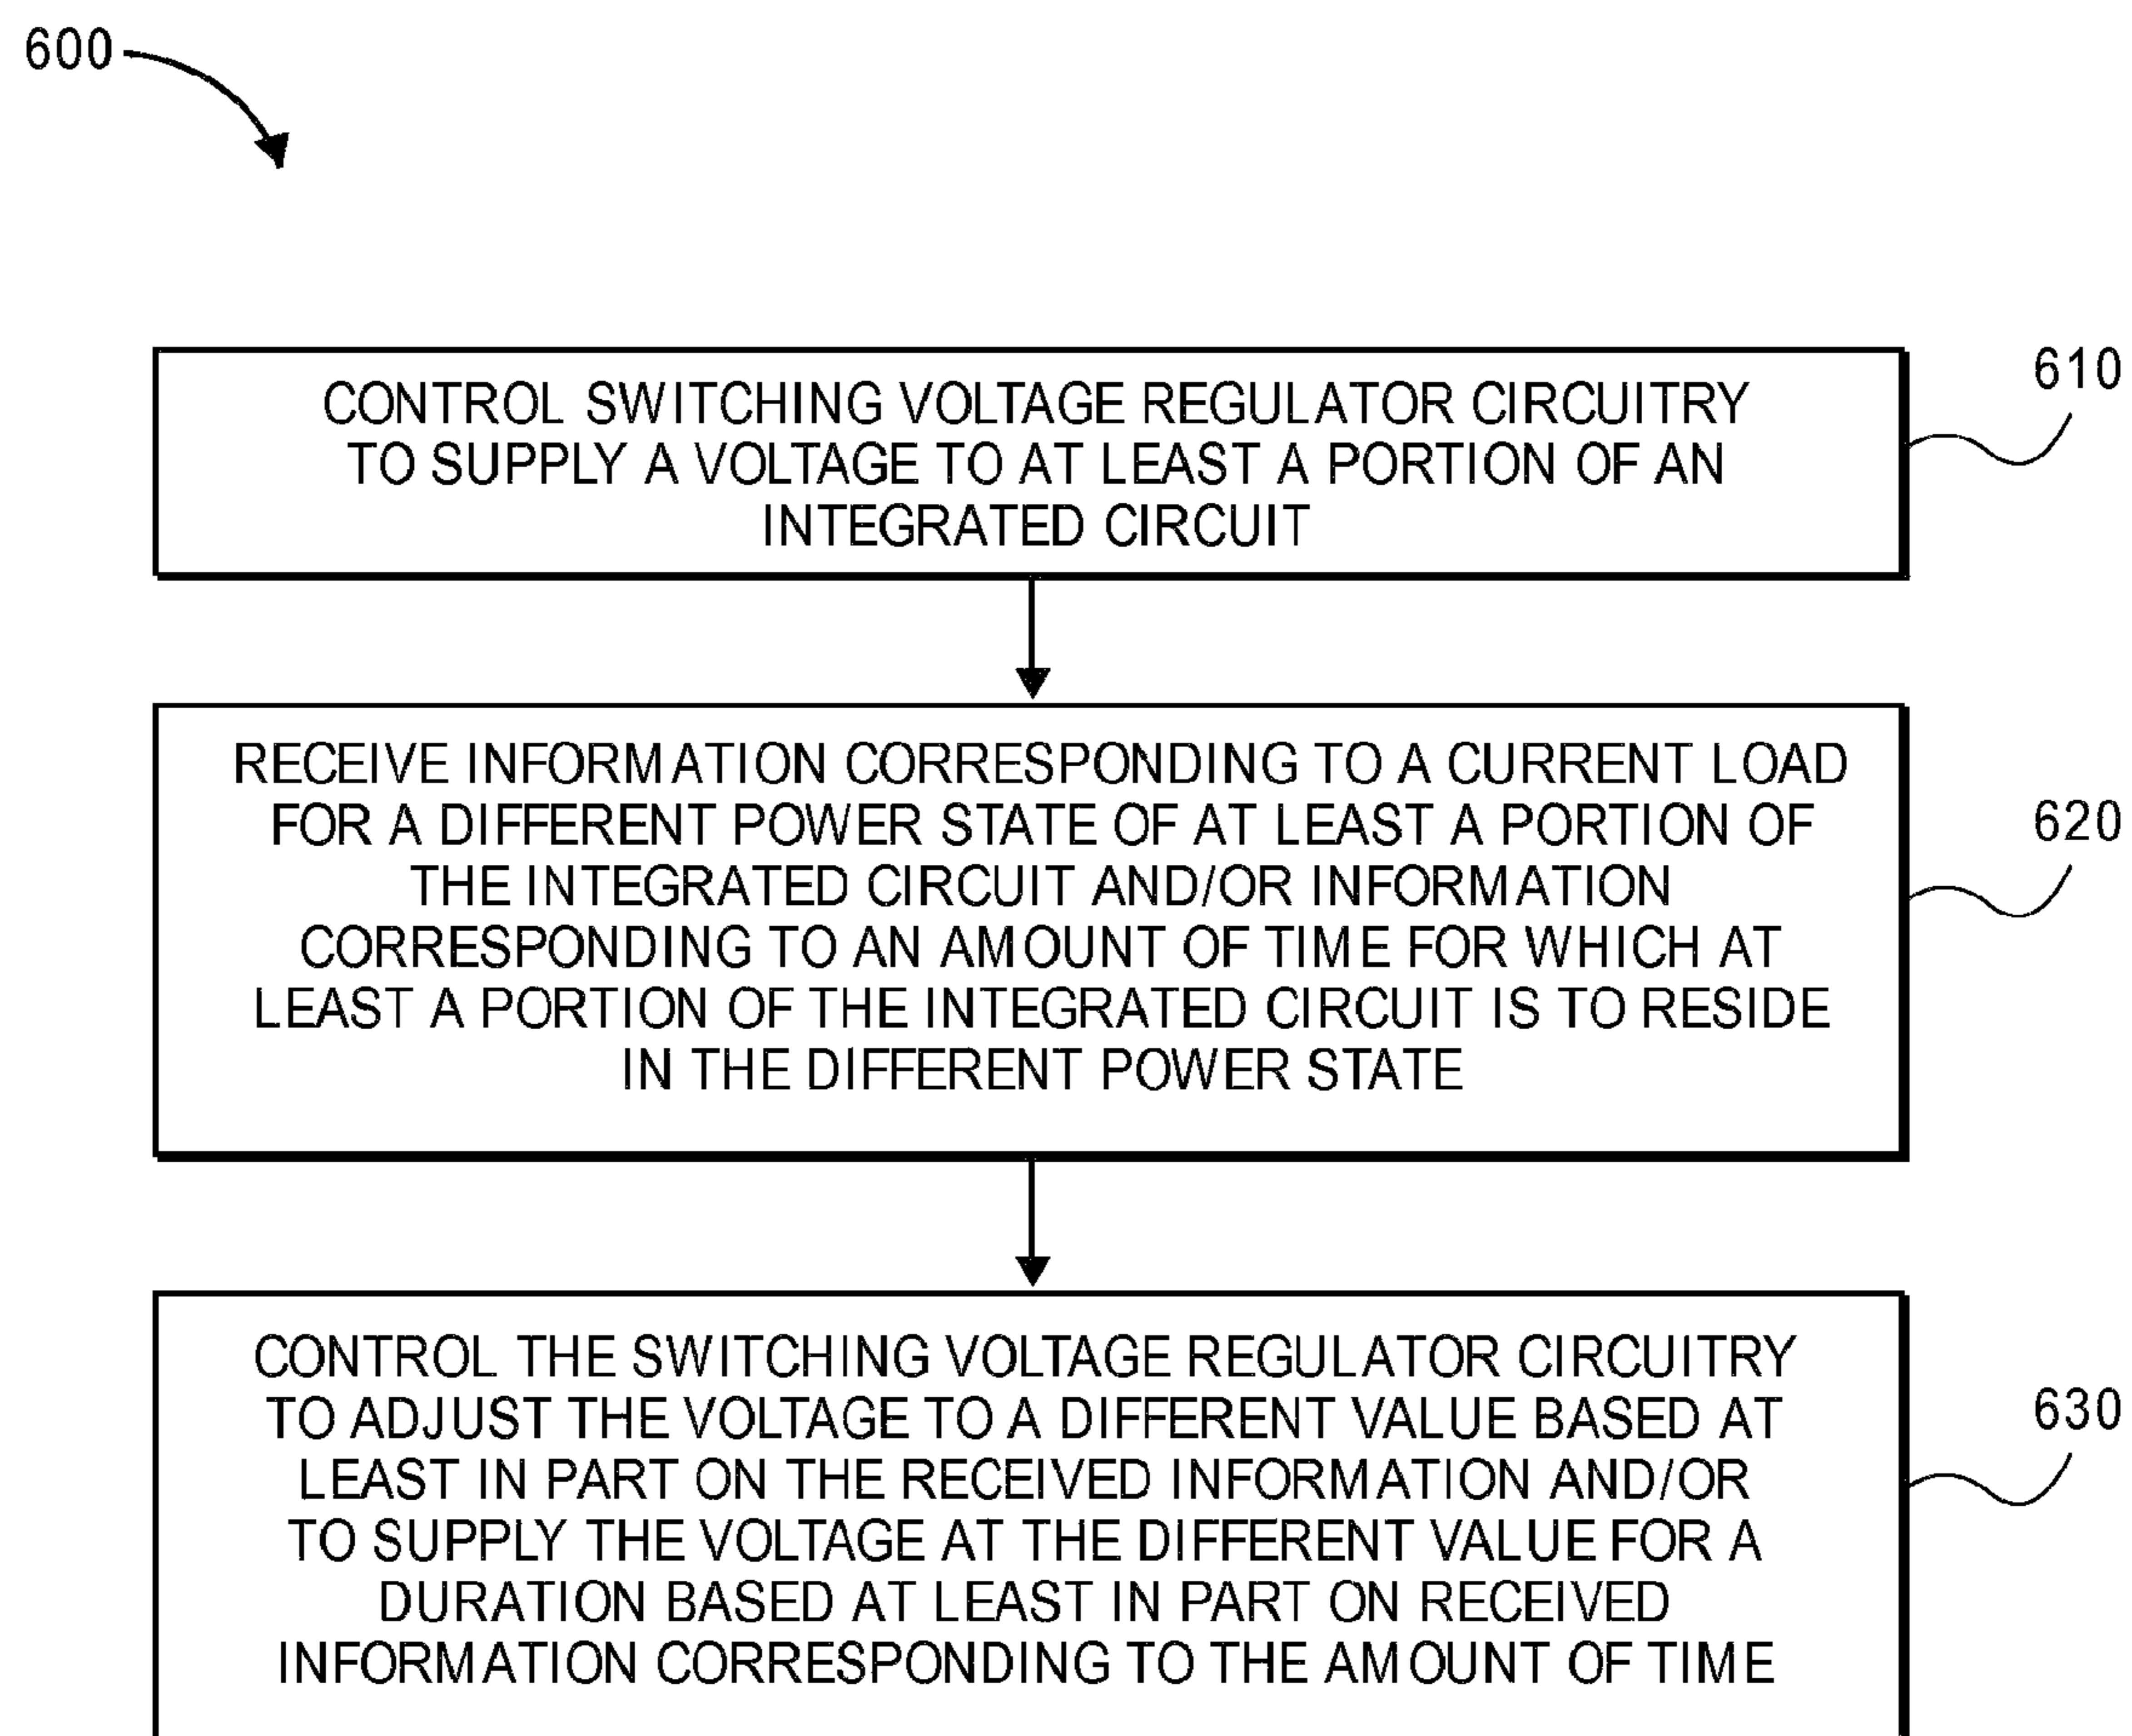 600
610
CONTROL SWITCHING VOLTAGE REGULATOR CIRCUITRY
TO SUPPLY A VOLTAGE TO AT LEAST A PORTION OF AN
INTEGRATED CIRCUIT
620
RECEIVE INFORMATION CORRESPONDING TO A CURRENT LOAD
FOR A DIFFERENT POWER STATE OF AT LEAST A PORTION OF
THE INTEGRATED CIRCUIT AND/OR INFORMATION
CORRESPONDING TO AN AMOUNT OF TIME FOR WHICH AT
LEAST A PORTION OF THE INTEGRATED CIRCUIT IS TO RESIDE
IN THE DIFFERENT POWER STATE
630
CONTROL THE SWITCHING VOLTAGE REGULATOR CIRCUITRY
TO ADJUST THE VOLTAGE TO A DIFFERENT VALUE BASED AT
LEAST IN PART ON THE RECEIVED INFORMATION AND/OR
TO SUPPLY THE VOLTAGE AT THE DIFFERENT VALUE FOR A
DURATION BASED AT LEAST IN PART ON RECEIVED
INFORMATION CORRESPONDING TO THE AMOUNT OF TIME